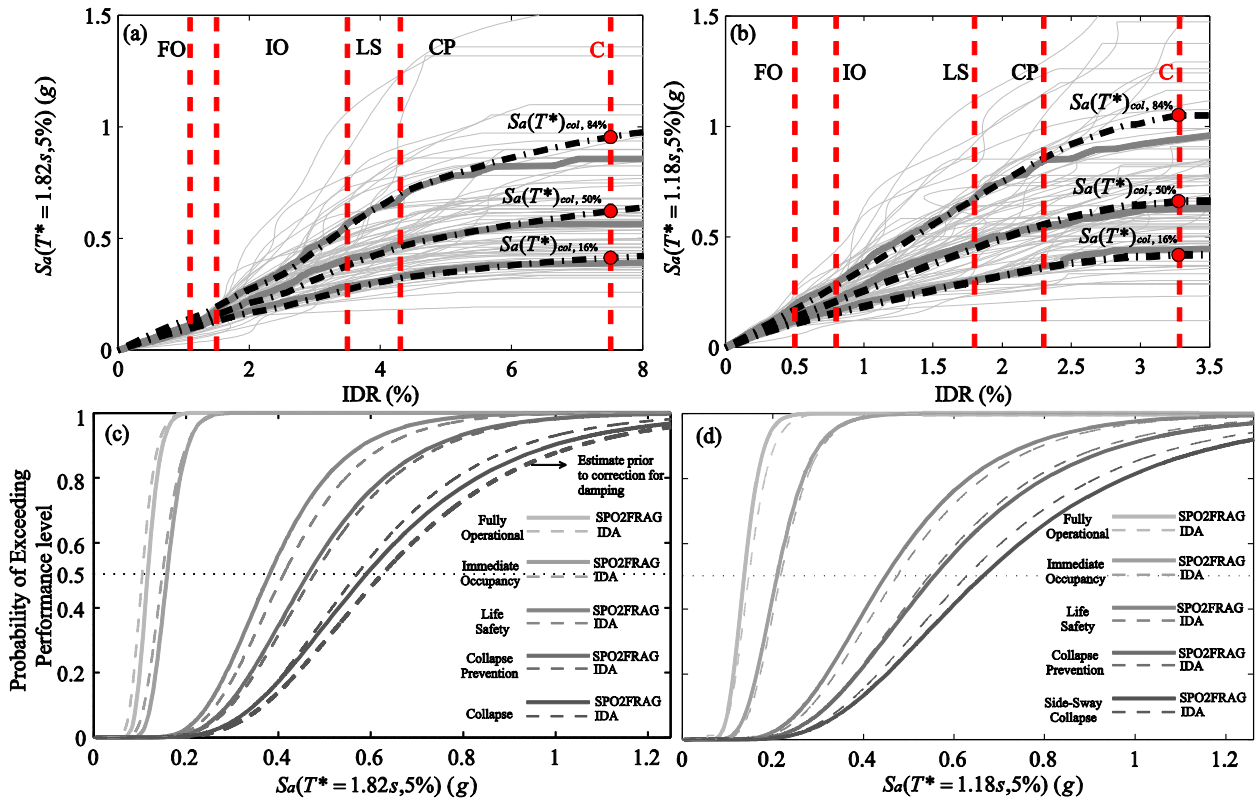 (a)
FO
IO
LS
CP
C
Sa(T*)col, 84%
Sa(T*)col, 50%
Sa(T*)col, 16%
Sa(T* = 1.82s,5%) (g)
1.5
1
0.5
0
0
2
4
6
8
IDR (%)
(b)
FO
IO
LS
CP
C
Sa(T*)col, 84%
Sa(T*)col, 50%
Sa(T*)col, 16%
Sa(T* = 1.18s,5%)(g)
1.5
1
0.5
0
0
0.5
1
1.5
2
2.5
3
3.5
IDR (%)
(c)
Probability of Exceeding
Performance level
1
0.8
0.6
0.5
0.4
0.2
0
Estimate prior
to correction for
damping
Fully
Operational
SPO2FRAG
IDA
Immediate
Occupancy
SPO2FRAG
IDA
Life
Safety
SPO2FRAG
IDA
Collapse
Prevention
SPO2FRAG
IDA
Collapse
SPO2FRAG
IDA
0
0.2
0.4
0.6
0.8
1
1.2
Sa(T* = 1.82s,5%) (g)
(d)
Fully
Operational
SPO2FRAG
IDA
Immediate
Occupancy
SPO2FRAG
IDA
Life
Safety
SPO2FRAG
IDA
Collapse
Prevention
SPO2FRAG
IDA
Side-Sway
Collapse
SPO2FRAG
IDA
0
0.2
0.4
0.6
0.8
1
1.2
Sa(T* = 1.18s,5%) (g)